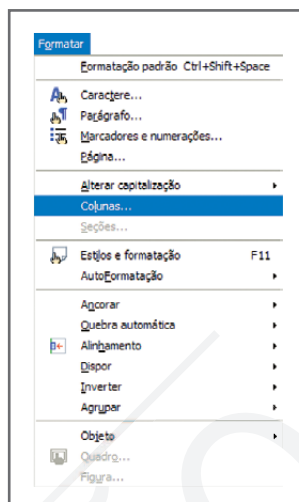 Formatar
Formatação padrão Ctrl+Shift+Space
Caractere...
Parágrafo...
Marcadores e numerações...
Página...
Alterar capitalização
Colunas...
Seções...
Estilos e formatação F11
AutoFormatação
Ancorar
Quebra automática
Alinhamento
Dispor
Inverter
Agrupar
Objeto
Quadro...
Figura...